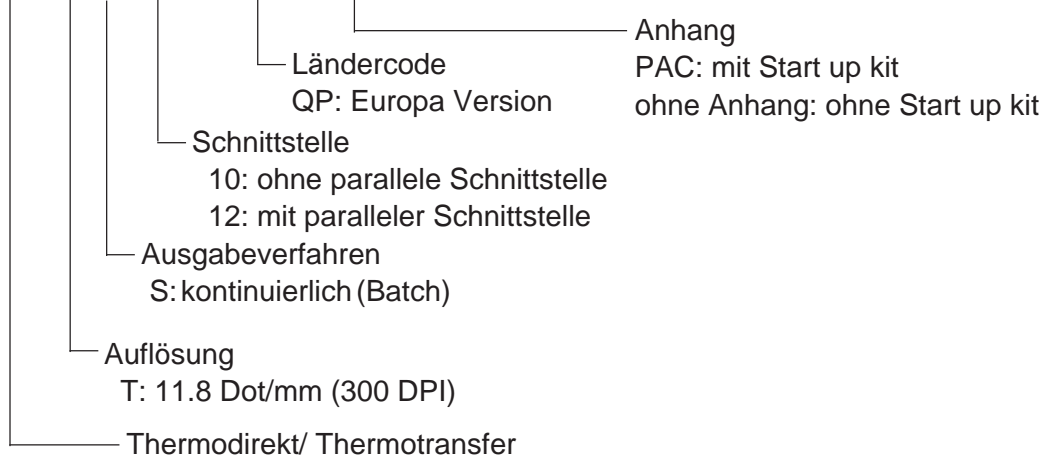 Anhang
PAC: mit Start up kit
ohne Anhang: ohne Start up kit
Ländercode
QP: Europa Version
Schnittstelle
10: ohne parallele Schnittstelle
12: mit paralleler Schnittstelle
Ausgabeverfahren
S: kontinuierlich (Batch)
Auflösung
T: 11.8 Dot/mm (300 DPI)
Thermodirekt/ Thermotransfer